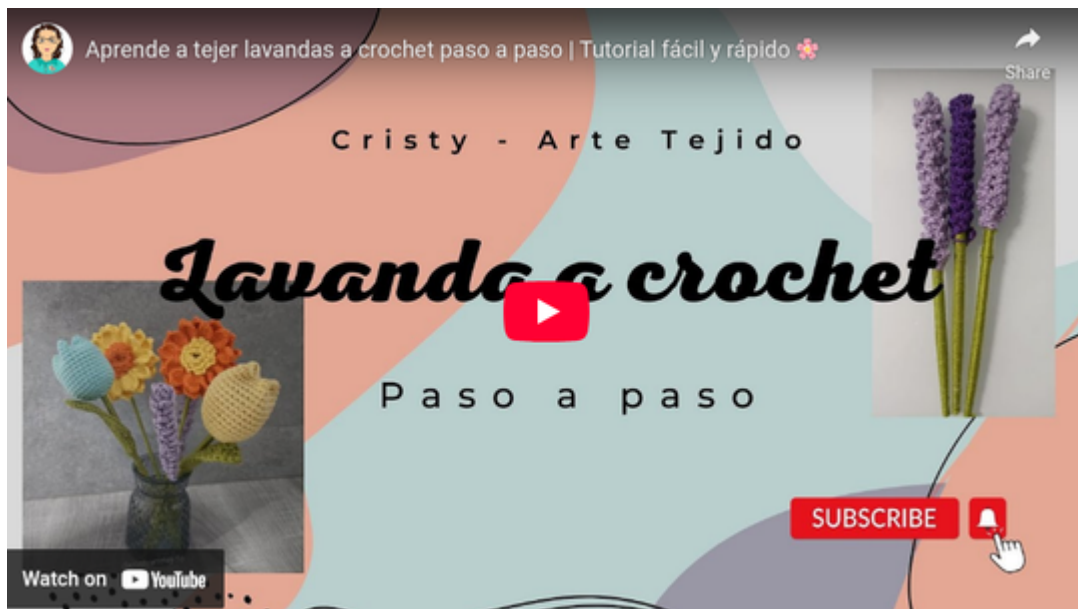 Aprende a tejer lavandas a crochet paso a paso | Tutorial fácil y rápido 🌸
Share
Cristy - Arte Tejido
Lavanda a crochet
Paso a paso
SUBSCRIBE
Watch on YouTube